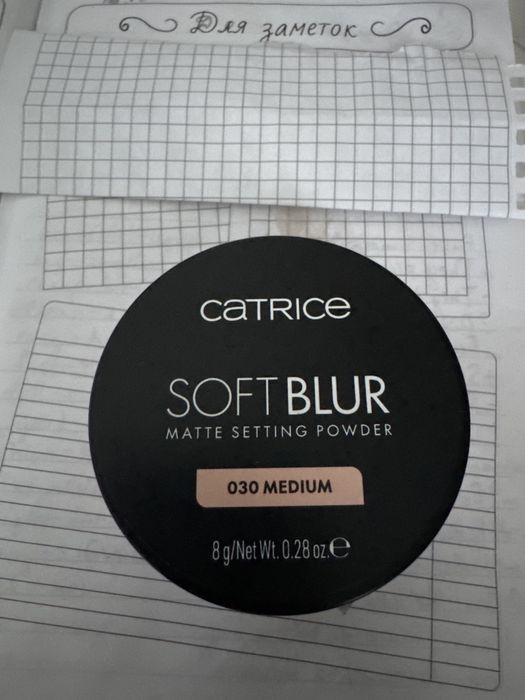 Для заметок
CATRICE
SOFT BLUR
MATTE SETTING POWDER
030 MEDIUM
8 g/Net Wt. 0.28 oz.℮